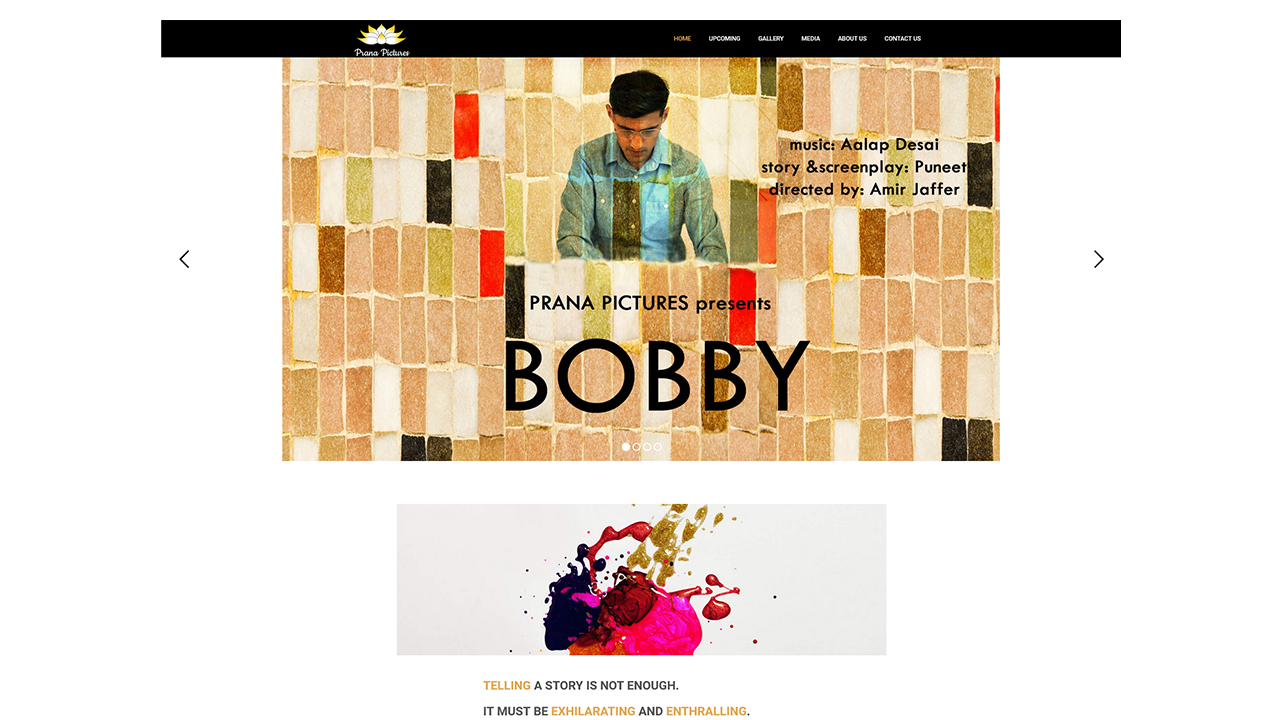 Prana Pictures
HOME UPCOMING GALLERY MEDIA ABOUT US CONTACT US
music: Aalap Desai
story &screenplay: Puneet
directed by: Amir Jaffer
PRANA PICTURES presents
BOBBY
TELLING A STORY IS NOT ENOUGH.
IT MUST BE EXHILARATING AND ENTHRALLING.